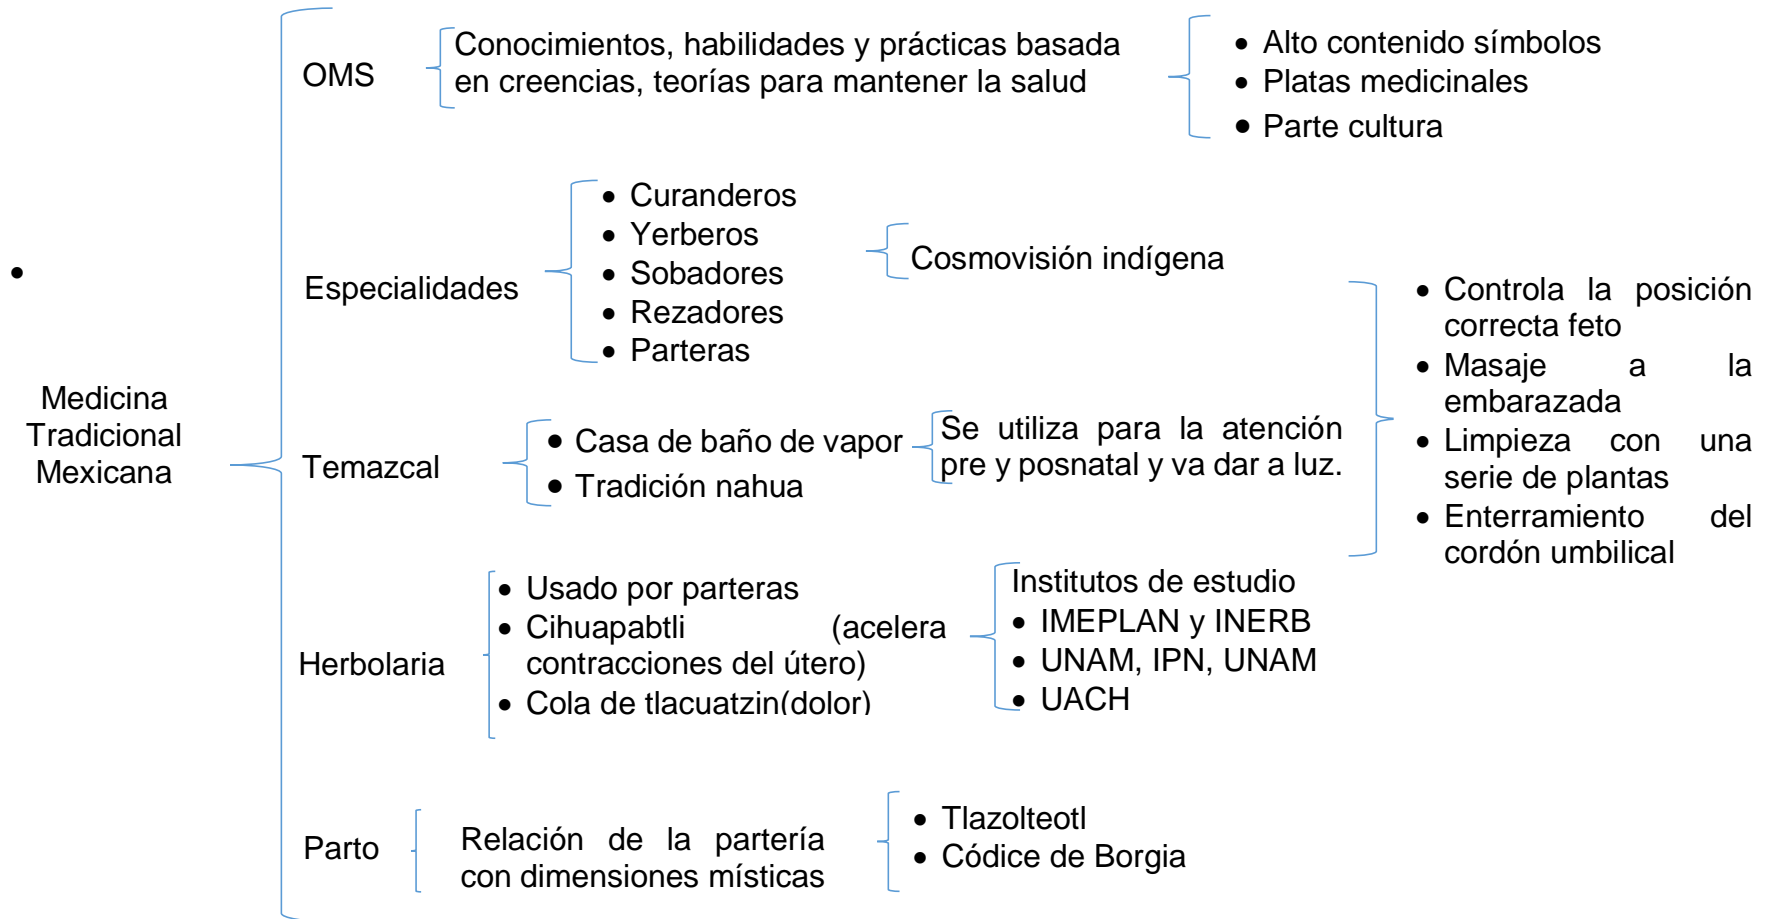 Medicina
Tradicional
Mexicana
OMS
Conocimientos, habilidades y prácticas basada
en creencias, teorías para mantener la salud
• Alto contenido símbolos
• Platas medicinales
• Parte cultura
Especialidades
• Curanderos
• Yerberos
• Sobadores
• Rezadores
• Parteras
Cosmovisión indígena
Temazcal
• Casa de baño de vapor
• Tradición nahua
Se utiliza para la atención
pre y posnatal y va dar a luz.
• Controla la posición
correcta feto
• Masaje a la
embarazada
• Limpieza con una
serie de plantas
• Enterramiento del
cordón umbilical
Herbolaria
• Usado por parteras
• Cihuapabtli (acelera
contracciones del útero)
• Cola de tlacuatzin(dolor)
Institutos de estudio
• IMEPLAN y INERB
• UNAM, IPN, UNAM
• UACH
Parto
Relación de la partería
con dimensiones místicas
• Tlazolteotl
• Códice de Borgia